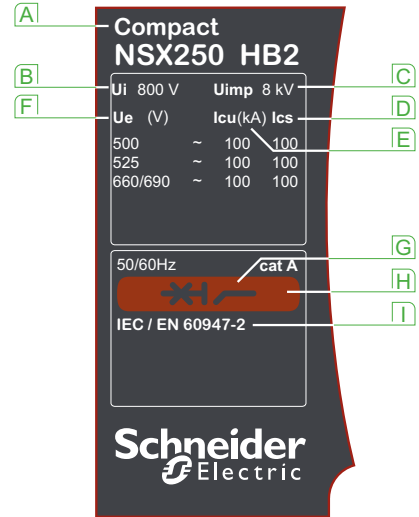 A
Compact
NSX250 HB2
B
Ui 800 V Uimp 8 kV
C
F
Ue (V) Icu(kA) Ics
D
E
500 ~ 100 100
525 ~ 100 100
660/690 ~ 100 100
G
50/60Hz cat A
H
IEC / EN 60947-2
I
Schneider
Electric